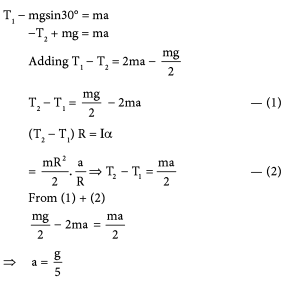 T₁ – mgsin30° = ma
–T₂ + mg = ma
Adding T₁ – T₂ = 2ma – mg/2
T₂ – T₁ = mg/2 – 2ma — (1)
(T₂ – T₁) R = Iα
= mR²/2 . a/R ⇒ T₂ – T₁ = ma/2 — (2)
From (1) + (2)
mg/2 – 2ma = ma/2
⇒ a = g/5